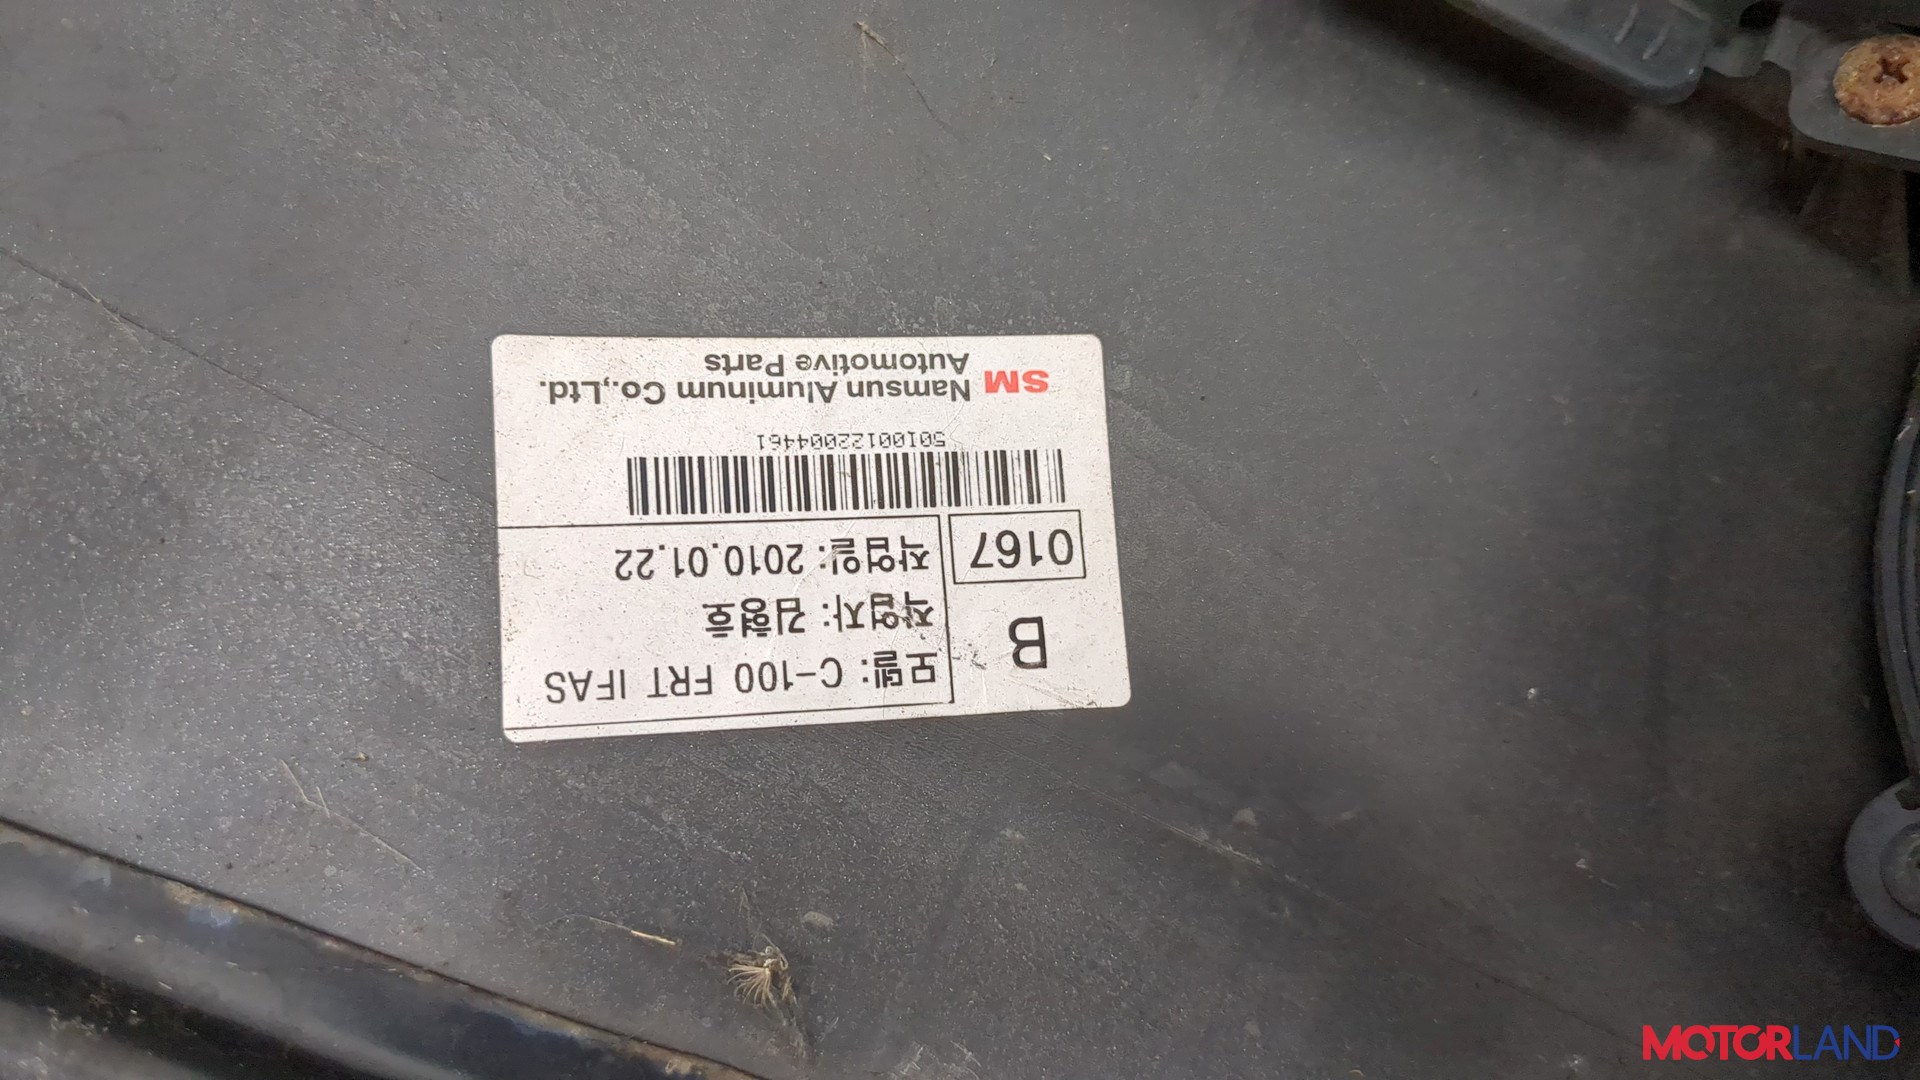 모델: C-100 FRT IFAS
B
작업자: 김형호
작업일: 2010.01.22
0167
50100122004461
SM Namsun Aluminum Co.,Ltd.
Automotive Parts
MOTORLAND